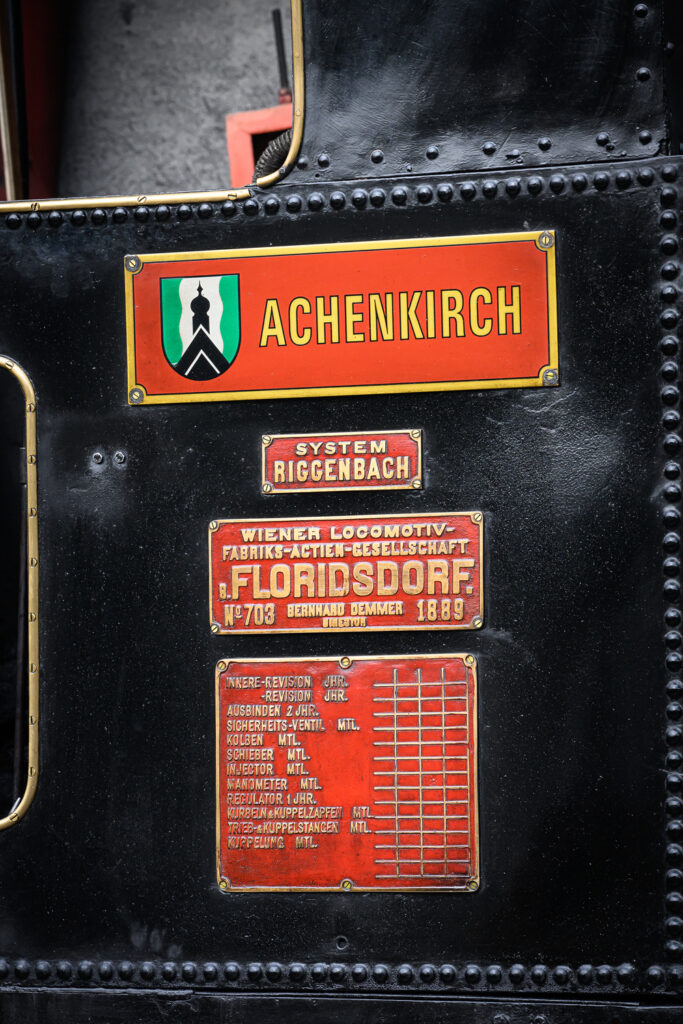 ACHENKIRCH
SYSTEM
RIGGENBACH
WIENER LOCOMOTIV-
FABRIKS-ACTIEN-GESELLSCHAFT
B. FLORIDSDORF.
No 703 BERNHARD DEMMER 1889
DIRECTOR
INNERE-REVISION JHR.
-REVISION JHR.
AUSBINDEN 2 JHR.
SICHERHEITS-VENTIL MTL.
KOLBEN MTL.
SCHIEBER MTL.
INJECTOR MTL.
MANOMETER MTL.
REGULATOR 1 JHR.
KURBELN & KUPPELZAPFEN MTL
TRIEB-& KUPPELSTANGEN MTL.
KUPPELUNG MTL.